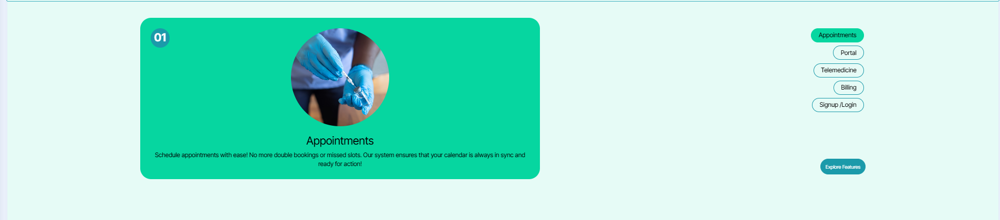 01
Appointments
Schedule appointments with ease! No more double bookings or missed slots. Our system ensures that your calendar is always in sync and
ready for action!
Appointments
Portal
Telemedicine
Billing
Signup /Login
Explore Features